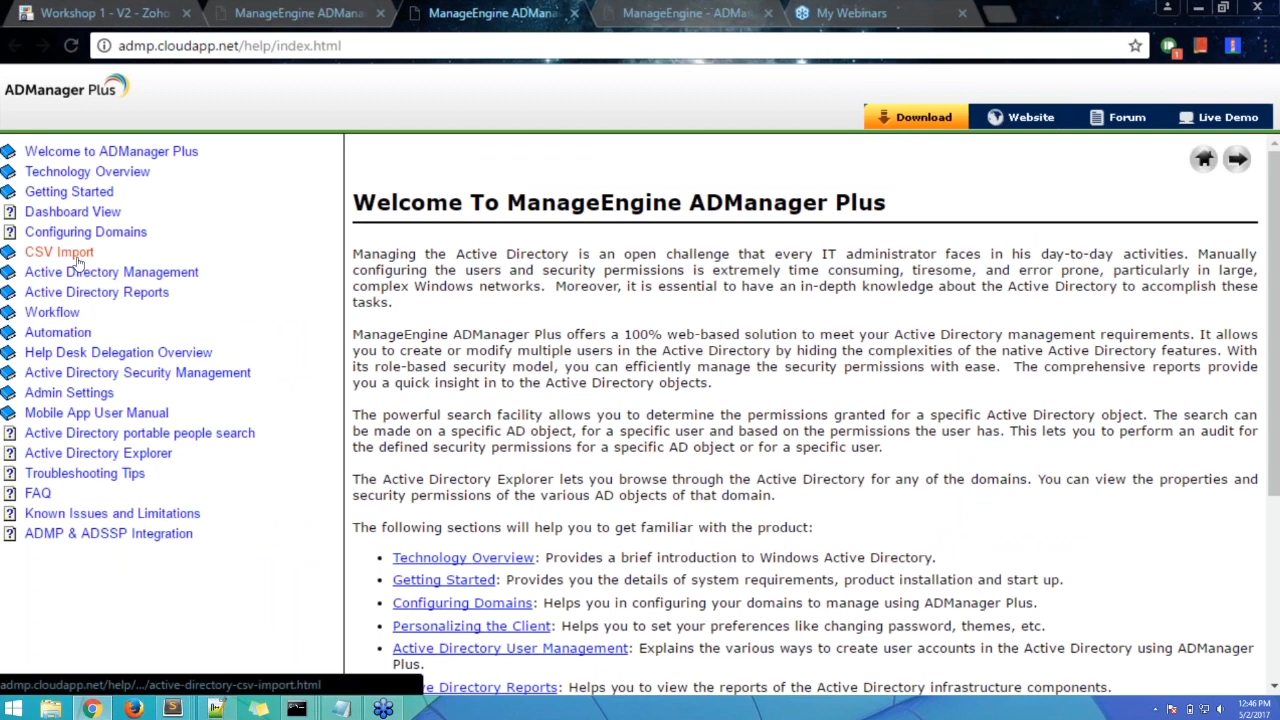 Workshop 1 - V2 - Zoho
ManageEngine ADMan
ManageEngine ADMana
ManageEngine - ADMa
My Webinars
admp.cloudapp.net/help/index.html
1
ADManager Plus
Download
Website
Forum
Live Demo
Welcome to ADManager Plus
Technology Overview
Getting Started
Dashboard View
Configuring Domains
CSV Import
Active Directory Management
Active Directory Reports
Workflow
Automation
Help Desk Delegation Overview
Active Directory Security Management
Admin Settings
Mobile App User Manual
Active Directory portable people search
Active Directory Explorer
Troubleshooting Tips
FAQ
Known Issues and Limitations
ADMP & ADSSP Integration
Welcome To ManageEngine ADManager Plus
Managing the Active Directory is an open challenge that every IT administrator faces in his day-to-day activities. Manually
configuring the users and security permissions is extremely time consuming, tiresome, and error prone, particularly in large,
complex Windows networks. Moreover, it is essential to have an in-depth knowledge about the Active Directory to accomplish these
tasks.
ManageEngine ADManager Plus offers a 100% web-based solution to meet your Active Directory management requirements. It allows
you to create or modify multiple users in the Active Directory by hiding the complexities of the native Active Directory features. With
its role-based security model, you can efficiently manage the security permissions with ease. The comprehensive reports provide
you a quick insight in to the Active Directory objects.
The powerful search facility allows you to determine the permissions granted for a specific Active Directory object. The search can
be made on a specific AD object, for a specific user and based on the permissions the user has. This lets you to perform an audit for
the defined security permissions for a specific AD object or for a specific user.
The Active Directory Explorer lets you browse through the Active Directory for any of the domains. You can view the properties and
security permissions of the various AD objects of that domain.
The following sections will help you to get familiar with the product:
• Technology Overview: Provides a brief introduction to Windows Active Directory.
• Getting Started: Provides you the details of system requirements, product installation and start up.
• Configuring Domains: Helps you in configuring your domains to manage using ADManager Plus.
• Personalizing the Client: Helps you to set your preferences like changing password, themes, etc.
• Active Directory User Management: Explains the various ways to create user accounts in the Active Directory using ADManager
Plus.
e Directory Reports: Helps you to view the reports of the Active Directory infrastructure components.
admp.cloudapp.net/help/.../active-directory-csv-import.html
12:46 PM
5/2/2017